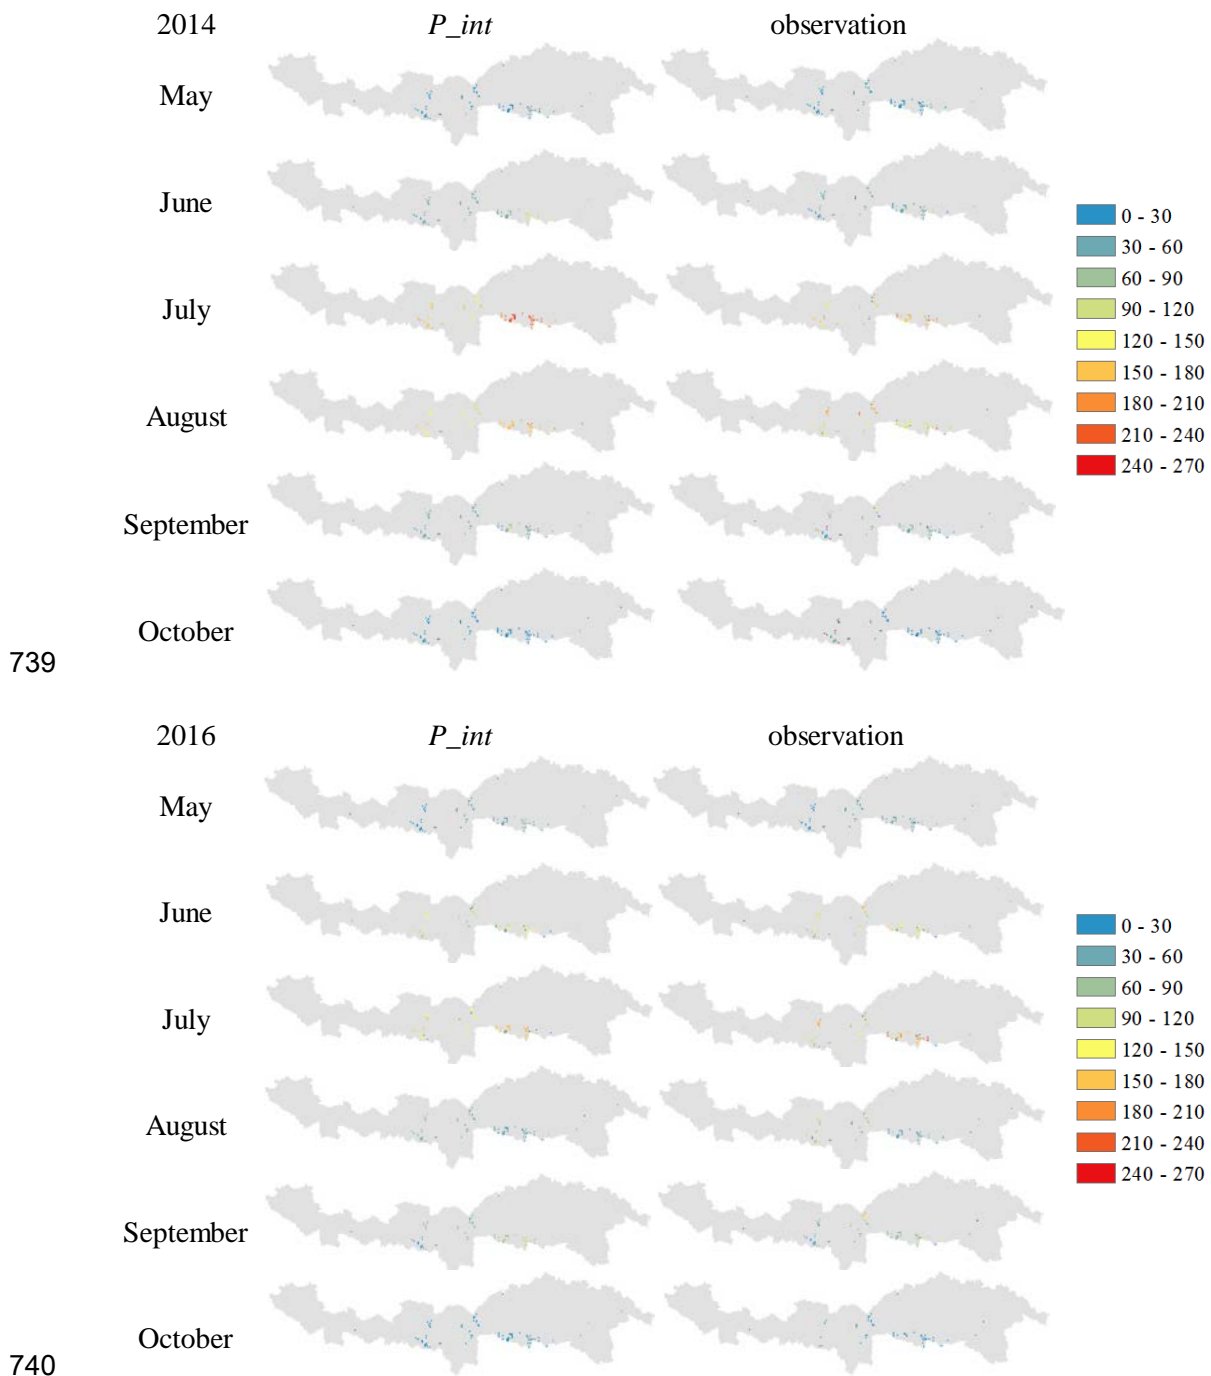 2014 P_int observation
May
June
July
August
September
October
0 - 30
30 - 60
60 - 90
90 - 120
120 - 150
150 - 180
180 - 210
210 - 240
240 - 270
739
2016 P_int observation
May
June
July
August
September
October
0 - 30
30 - 60
60 - 90
90 - 120
120 - 150
150 - 180
180 - 210
210 - 240
240 - 270
740